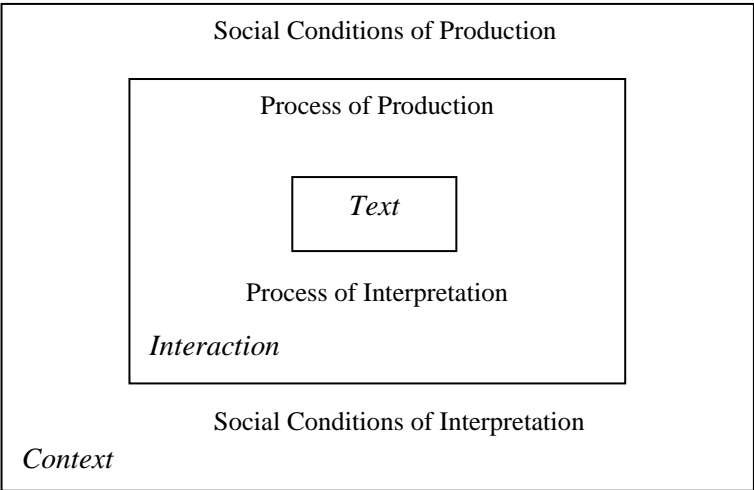 Social Conditions of Production
Process of Production
Text
Process of Interpretation
Interaction
Social Conditions of Interpretation
Context